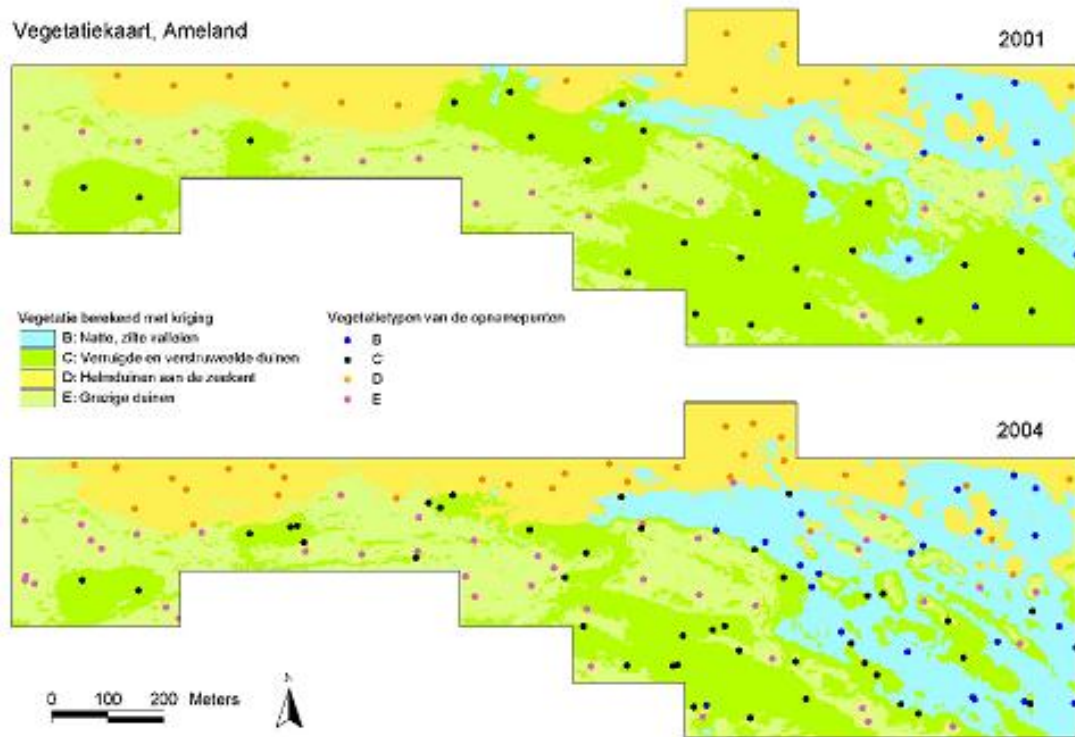 Vegetatiekaart, Ameland
2001
Vegetatie berekend met kriging
B: Natte, zilte valleien
C: Verruigde en verstruweelde duinen
D: Helmduinen aan de zeekant
E: Grazige duinen
Vegetatietypen van de opnamepunten
B
C
D
E
2004
0 100 200 Meters
N